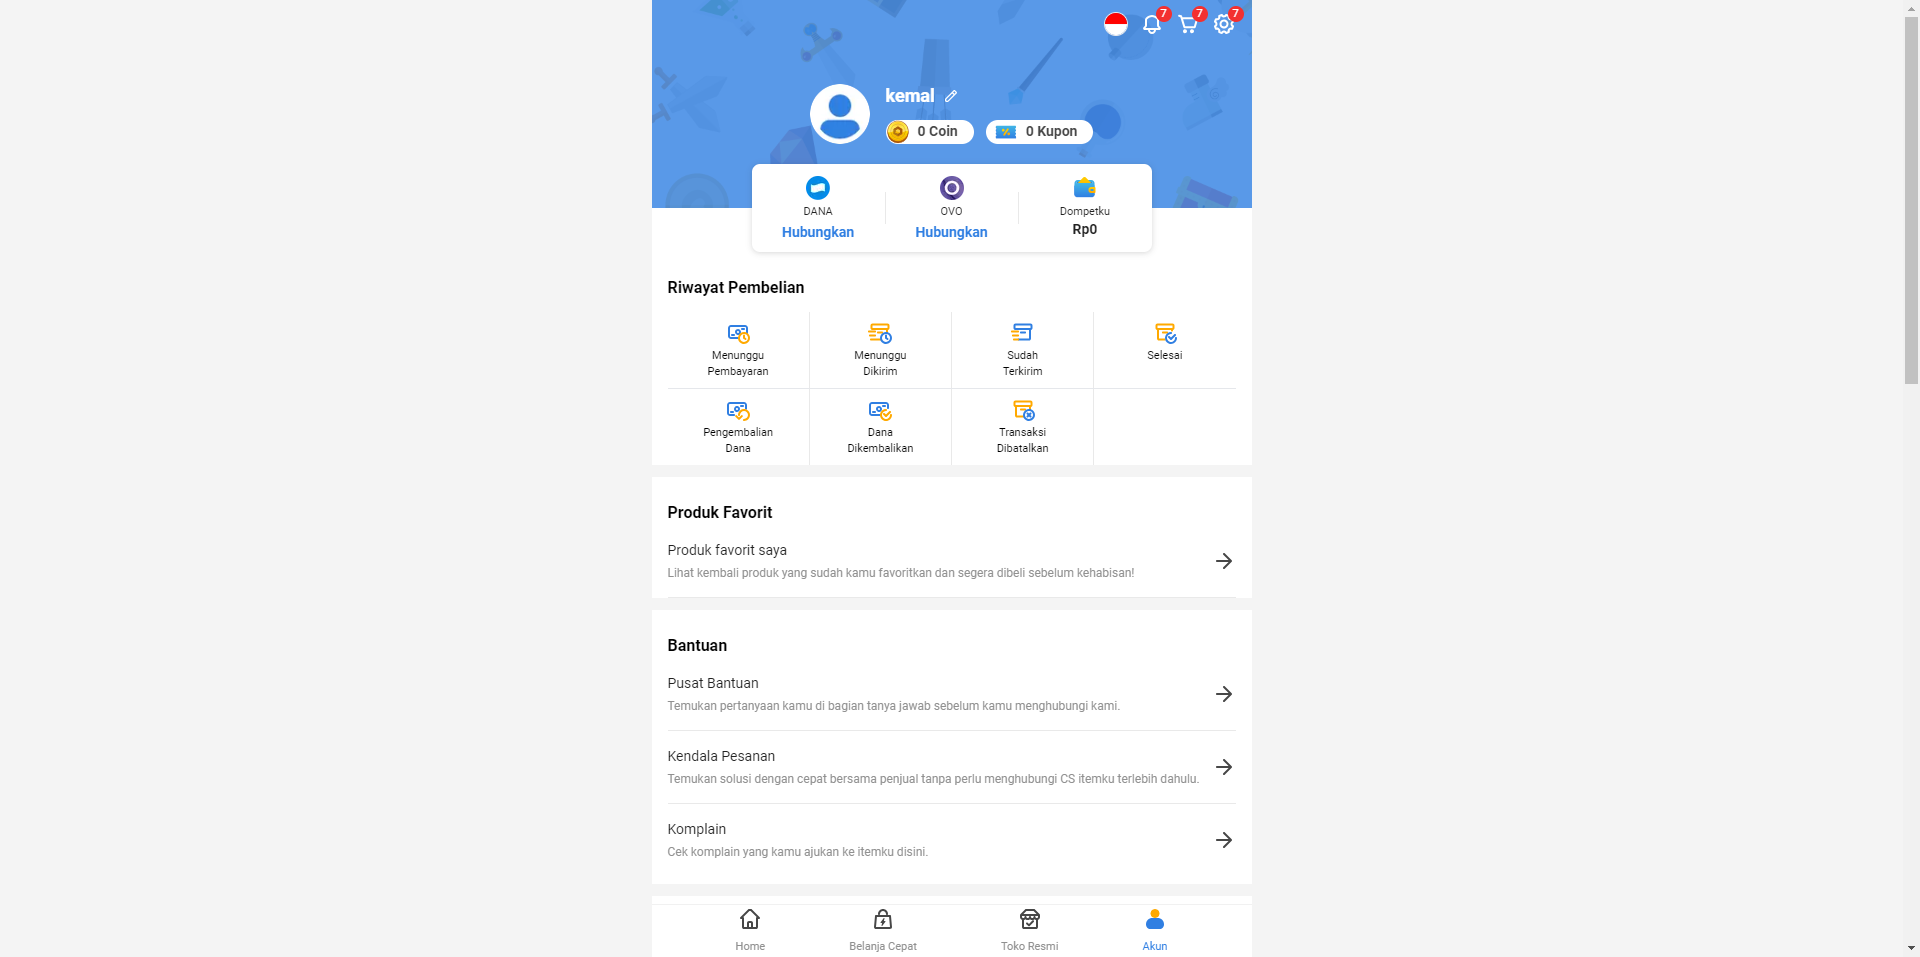 7
7
7
kemal
0 Coin
0 Kupon
DANA
Hubungkan
OVO
Hubungkan
Dompetku
Rp0
Riwayat Pembelian
Menunggu
Pembayaran
Menunggu
Dikirim
Sudah
Terkirim
Selesai
Pengembalian
Dana
Dana
Dikembalikan
Transaksi
Dibatalkan
Produk Favorit
Produk favorit saya
Lihat kembali produk yang sudah kamu favoritkan dan segera dibeli sebelum kehabisan!
Bantuan
Pusat Bantuan
Temukan pertanyaan kamu di bagian tanya jawab sebelum kamu menghubungi kami.
Kendala Pesanan
Temukan solusi dengan cepat bersama penjual tanpa perlu menghubungi CS itemku terlebih dahulu.
Komplain
Cek komplain yang kamu ajukan ke itemku disini.
Home
Belanja Cepat
Toko Resmi
Akun